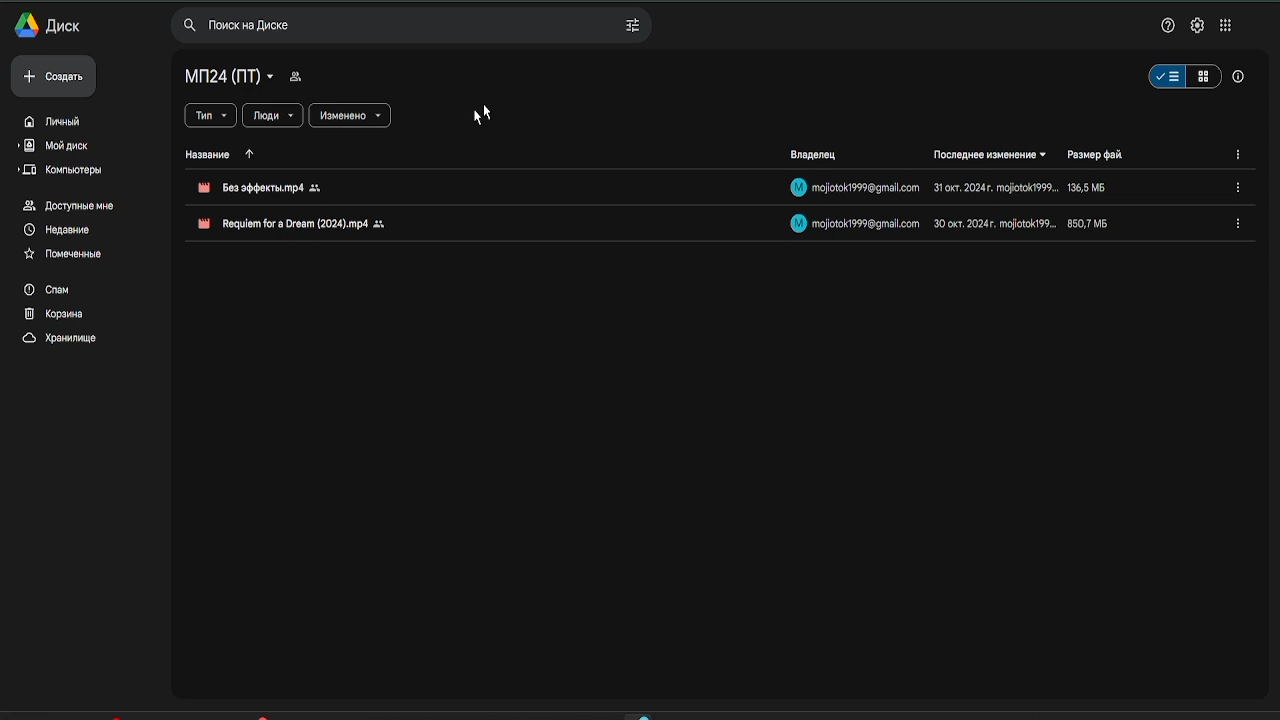 Диск
Поиск на Диске
Создать
МП24 (ПТ)
Тип
Люди
Изменено
Личный
Мой диск
Компьютеры
Доступные мне
Недавние
Помеченные
Спам
Корзина
Хранилище
Название
Владелец
Последнее изменение
Размер фай
Без эффекты.mp4
M mojiotok1999@gmail.com
31 окт. 2024 г. mojiotok1999...
136,5 МБ
Requiem for a Dream (2024).mp4
M mojiotok1999@gmail.com
30 окт. 2024 г. mojiotok199...
850,7 МБ